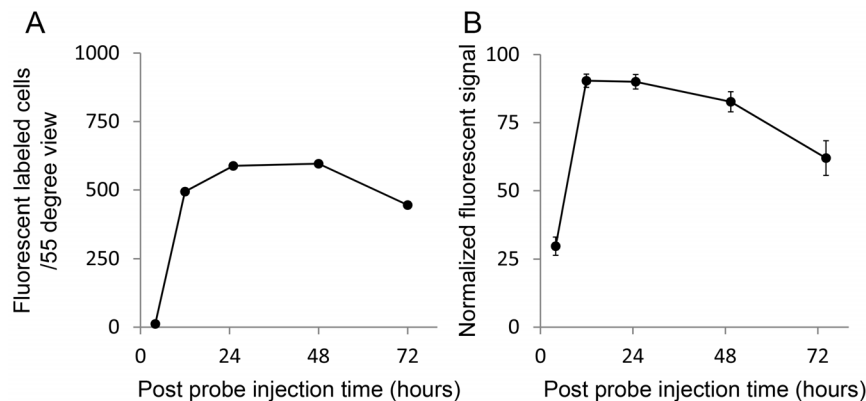 A
Fluorescent labeled cells
/55 degree view
1000
750
500
250
0
0 24 48 72
Post probe injection time (hours)
B
Normalized fluorescent signal
100
75
50
25
0
0 24 48 72
Post probe injection time (hours)